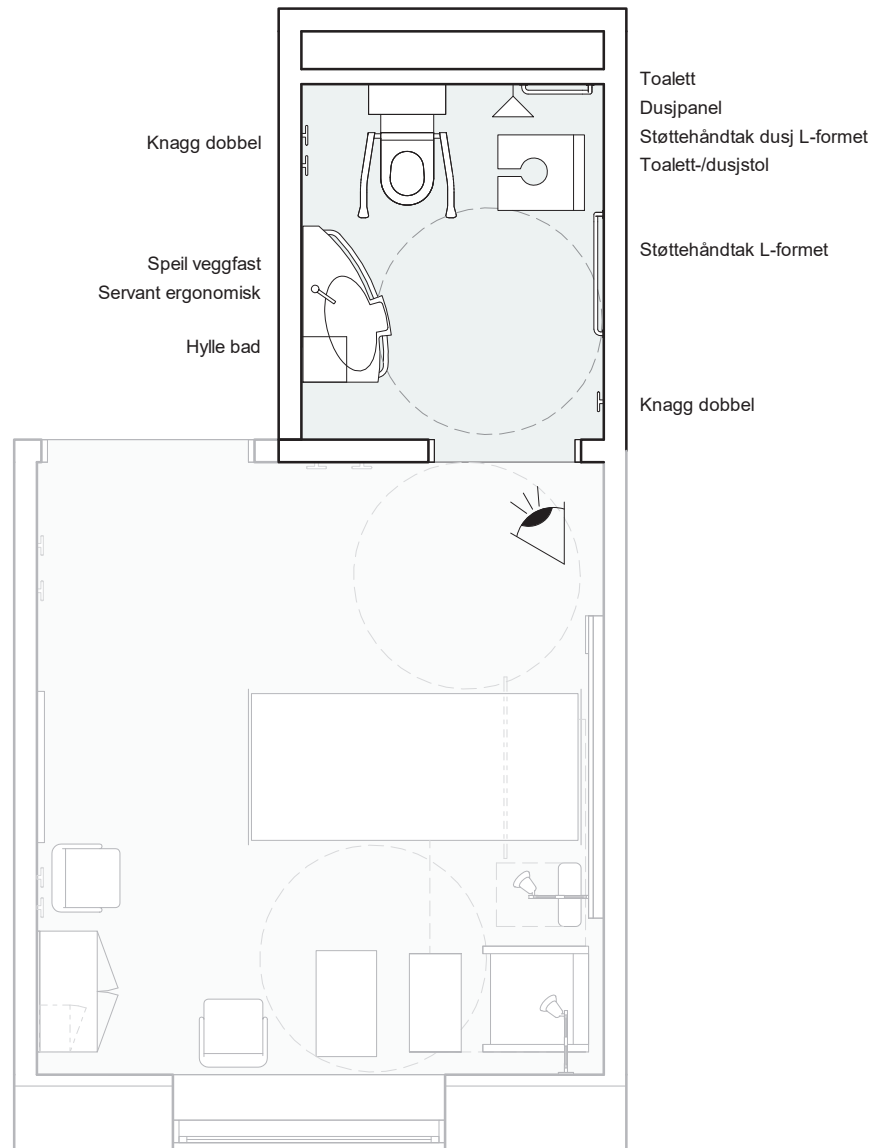 Knagg dobbel
Speil veggfast
Servant ergonomisk
Hylle bad
Toalett
Dusjpanel
Støttehåndtak dusj L-formet
Toalett-/dusjstol
Støttehåndtak L-formet
Knagg dobbel